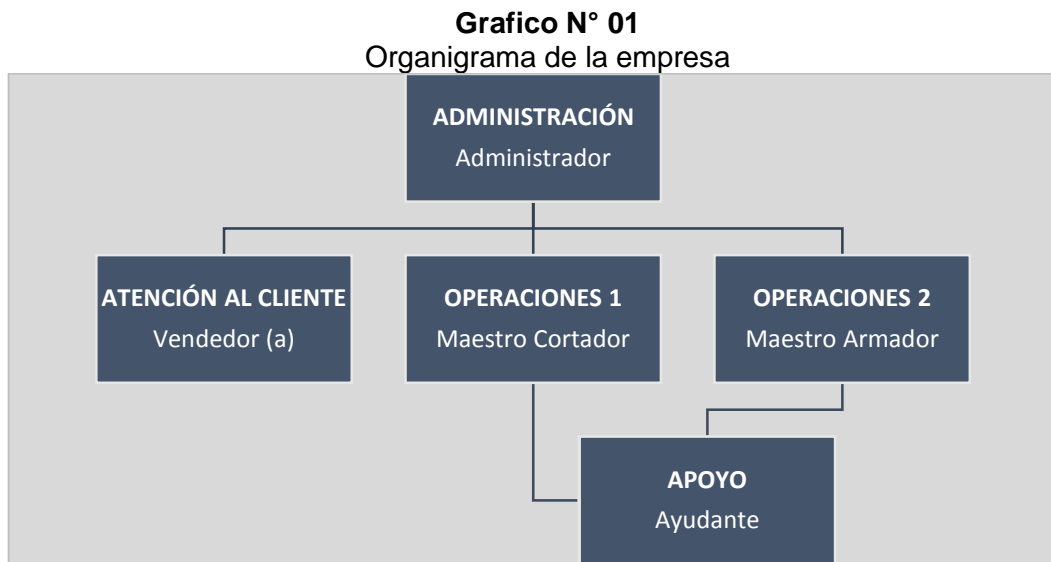 Grafico N° 01
Organigrama de la empresa
ADMINISTRACIÓN
Administrador
ATENCIÓN AL CLIENTE
Vendedor (a)
OPERACIONES 1
Maestro Cortador
OPERACIONES 2
Maestro Armador
APOYO
Ayudante